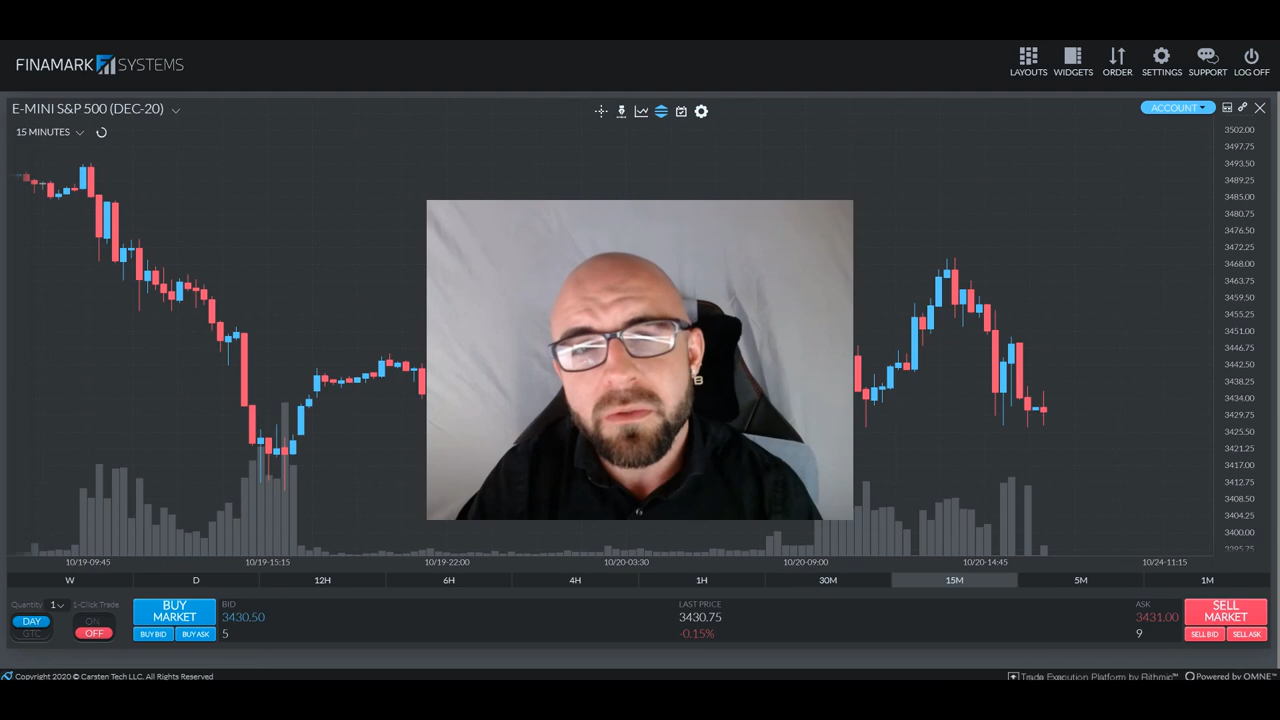 FINAMARK SYSTEMS
LAYOUTS WIDGETS ORDER SETTINGS SUPPORT LOG OFF
E-MINI S&P 500 (DEC-20)
ACCOUNT
15 MINUTES
3502.00
3497.75
3493.50
3489.25
3485.00
3480.75
3476.50
3472.25
3468.00
3463.75
3459.50
3455.25
3451.00
3446.75
3442.50
3438.25
3434.00
3429.75
3425.50
3421.25
3417.00
3412.75
3408.50
3404.25
3400.00
3395.75
10/19-09:45 10/19-15:15 10/19-22:00 10/20-03:30 10/20-09:00 10/20-14:45 10/24-11:15
W D 12H 6H 4H 1H 30M 15M 5M 1M
Quantity 1 1-Click Trade
DAY
GTC
ON
OFF
BUY
MARKET
BUY BID BUY ASK
BID
3430.50
5
LAST PRICE
3430.75
-0.15%
ASK
3431.00
9
SELL
MARKET
SELL BID SELL ASK
Copyright 2020 © Carsten Tech LLC, All Rights Reserved
Trade Execution Platform by Rithmic™ Powered by OMNE™